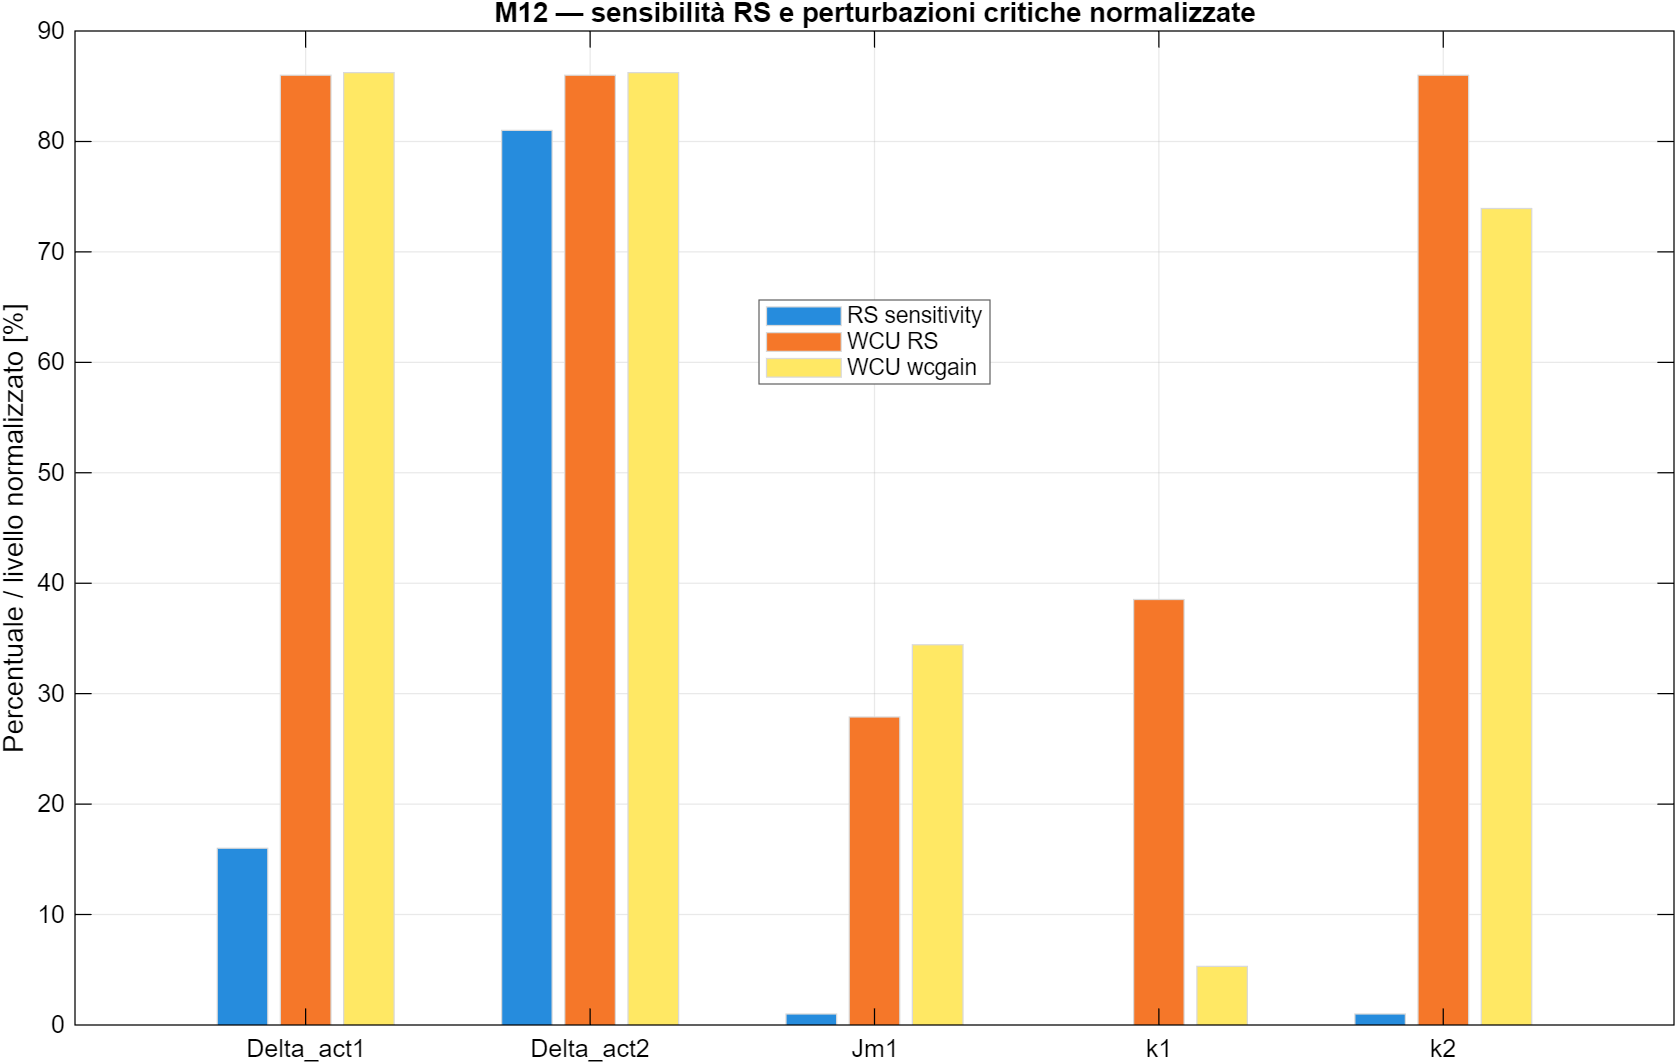 M12 — sensibilità RS e perturbazioni critiche normalizzate
Percentuale / livello normalizzato [%]
90
80
70
60
50
40
30
20
10
0
RS sensitivity
WCU RS
WCU wcgain
Delta_act1
Delta_act2
Jm1
k1
k2